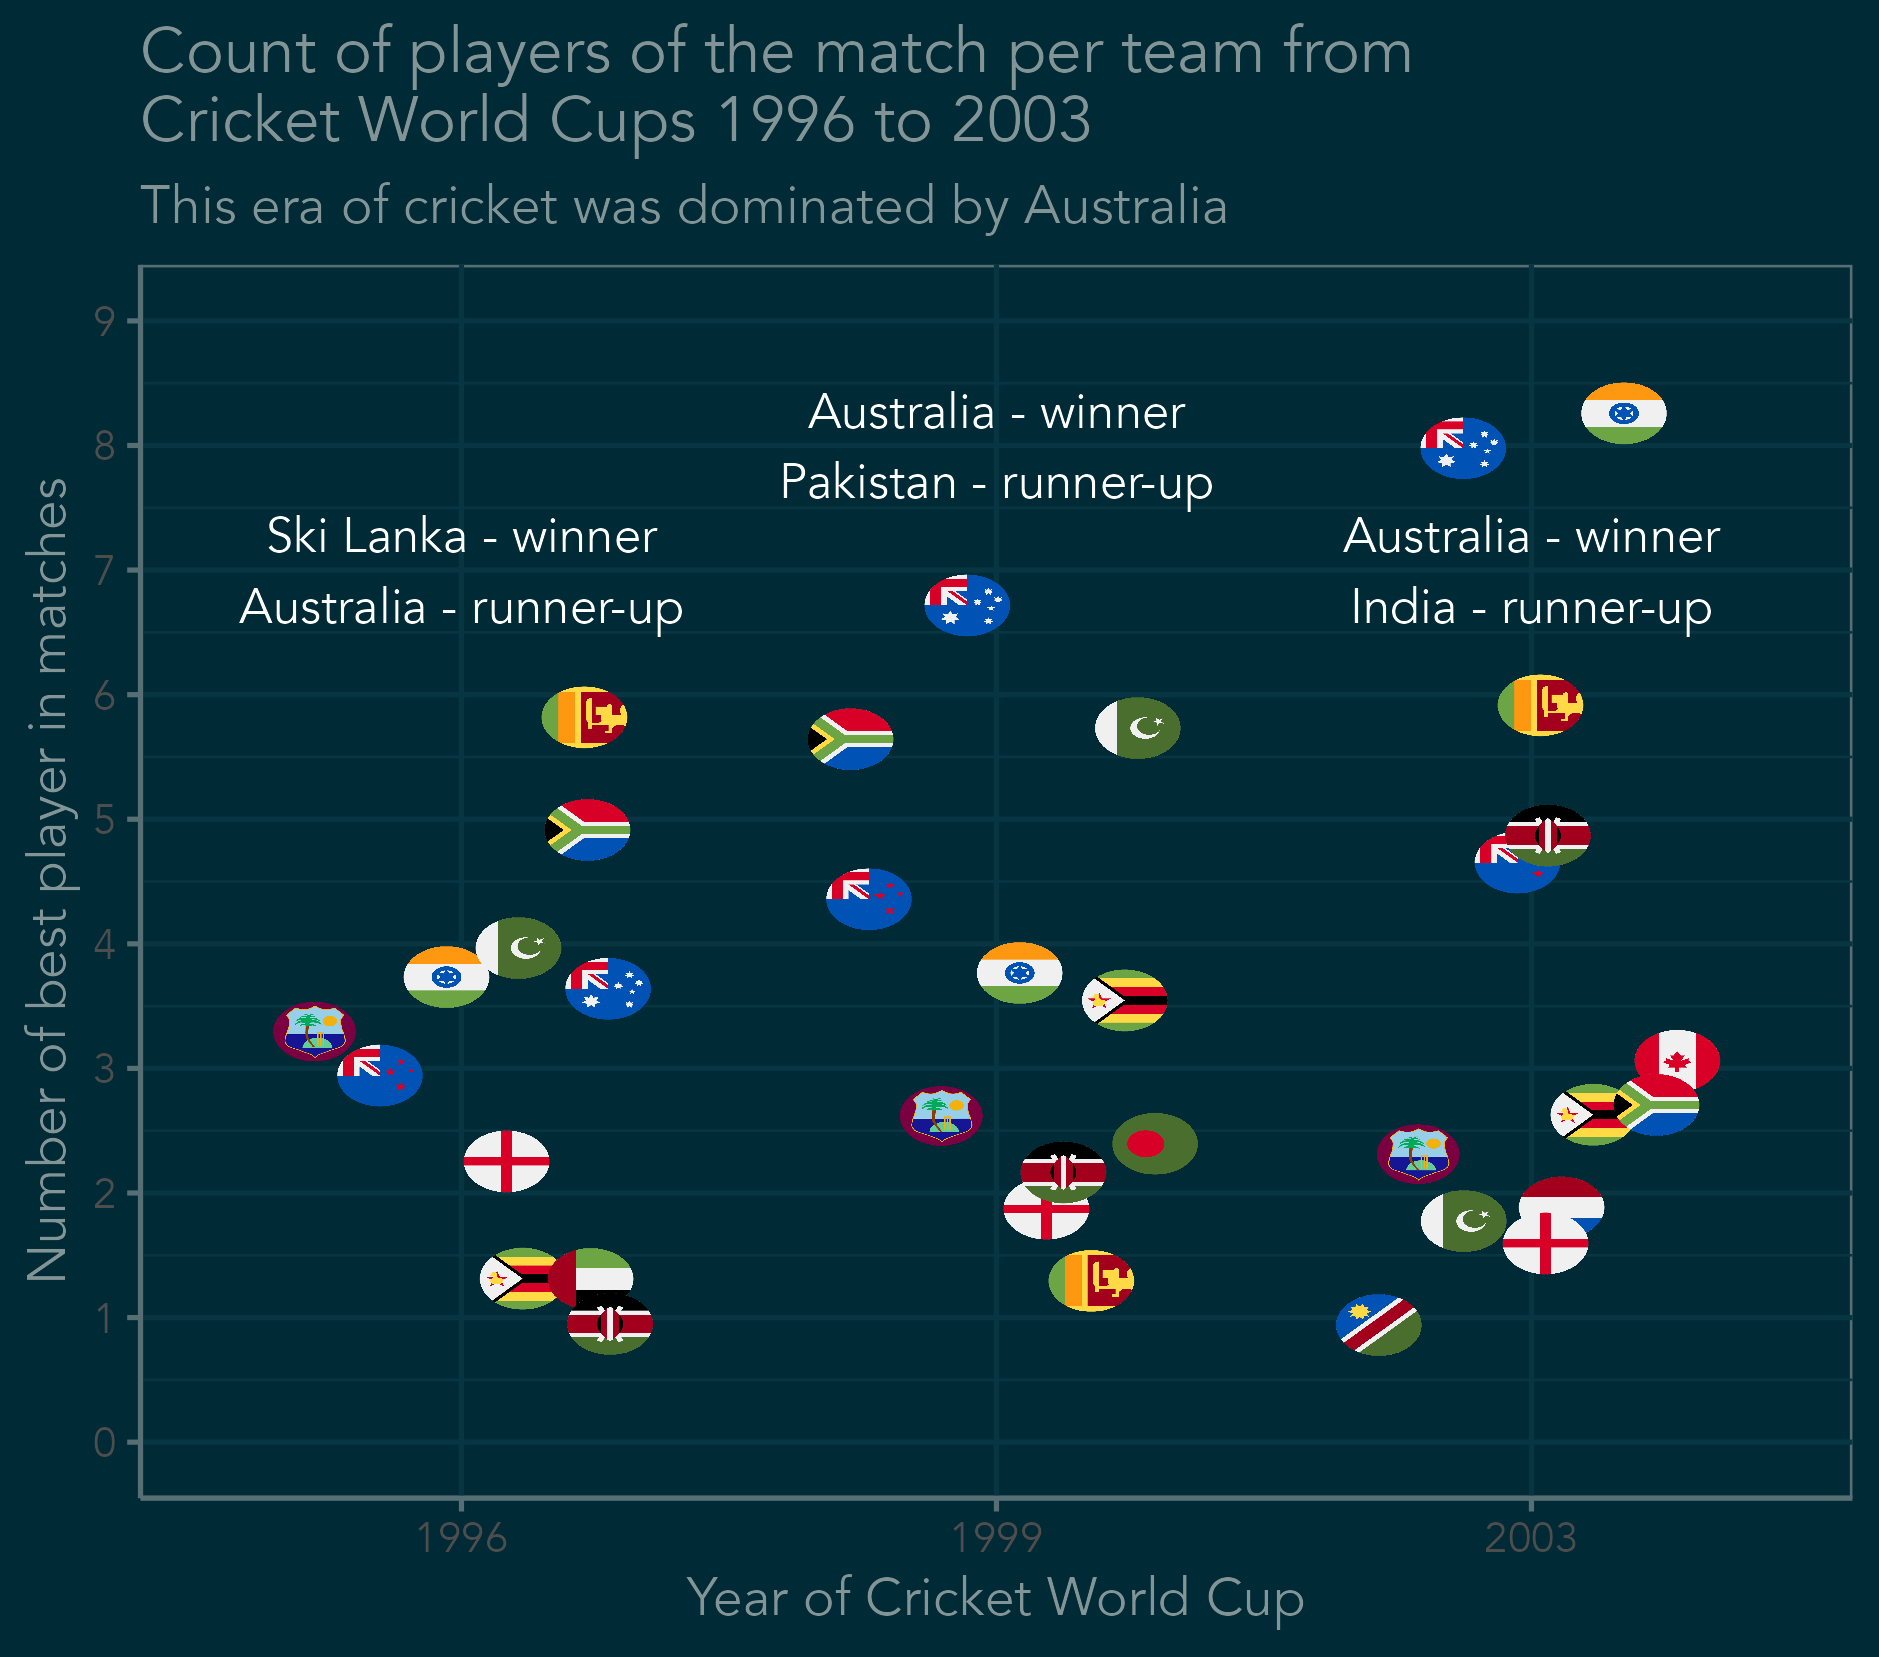 Count of players of the match per team from
Cricket World Cups 1996 to 2003
This era of cricket was dominated by Australia
Number of best player in matches
9
8
7
6
5
4
3
2
1
0
Australia - winner
Pakistan - runner-up
Ski Lanka - winner
Australia - runner-up
Australia - winner
India - runner-up
1996
1999
2003
Year of Cricket World Cup